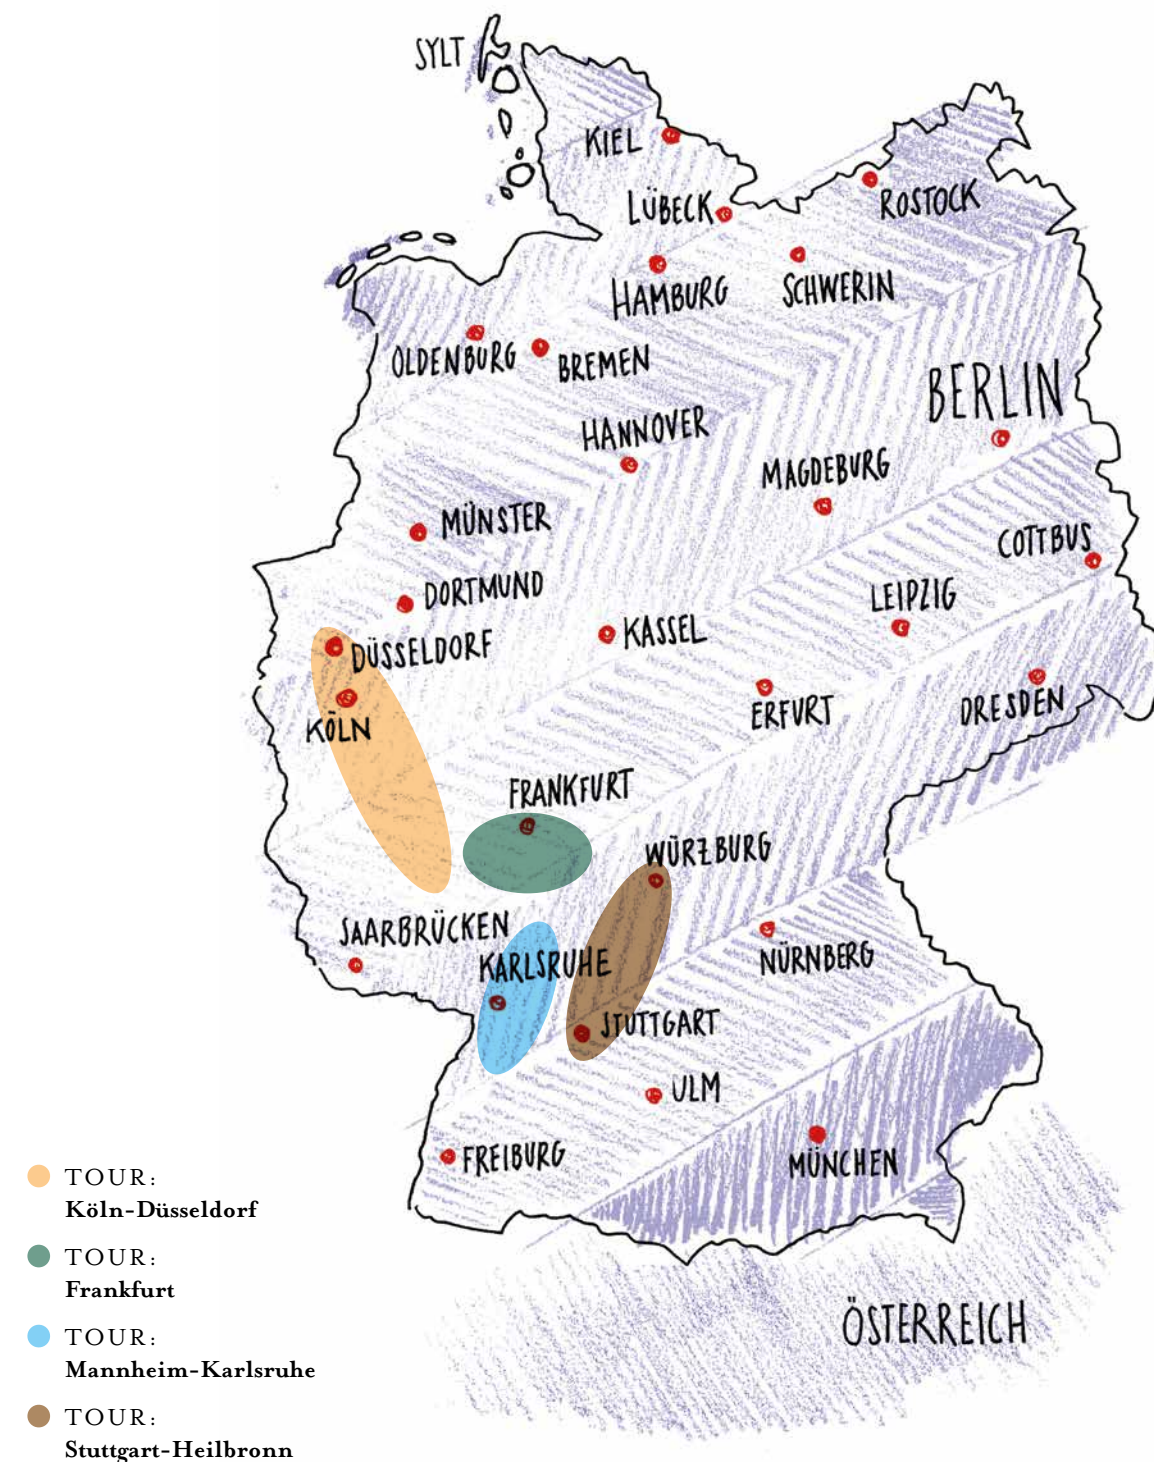 SYLT
KIEL
LÜBECK
ROSTOCK
HAMBURG
SCHWERIN
OLDENBURG
BREMEN
BERLIN
HANNOVER
MAGDEBURG
MÜNSTER
COTTBUS
DORTMUND
LEIPZIG
DÜSSELDORF
KASSEL
KÖLN
ERFURT
DRESDEN
FRANKFURT
WÜRZBURG
SAARBRÜCKEN
KARLSRUHE
NÜRNBERG
STUTTGART
ULM
FREIBURG
MÜNCHEN
ÖSTERREICH
TOUR:
Köln-Düsseldorf
TOUR:
Frankfurt
TOUR:
Mannheim-Karlsruhe
TOUR:
Stuttgart-Heilbronn